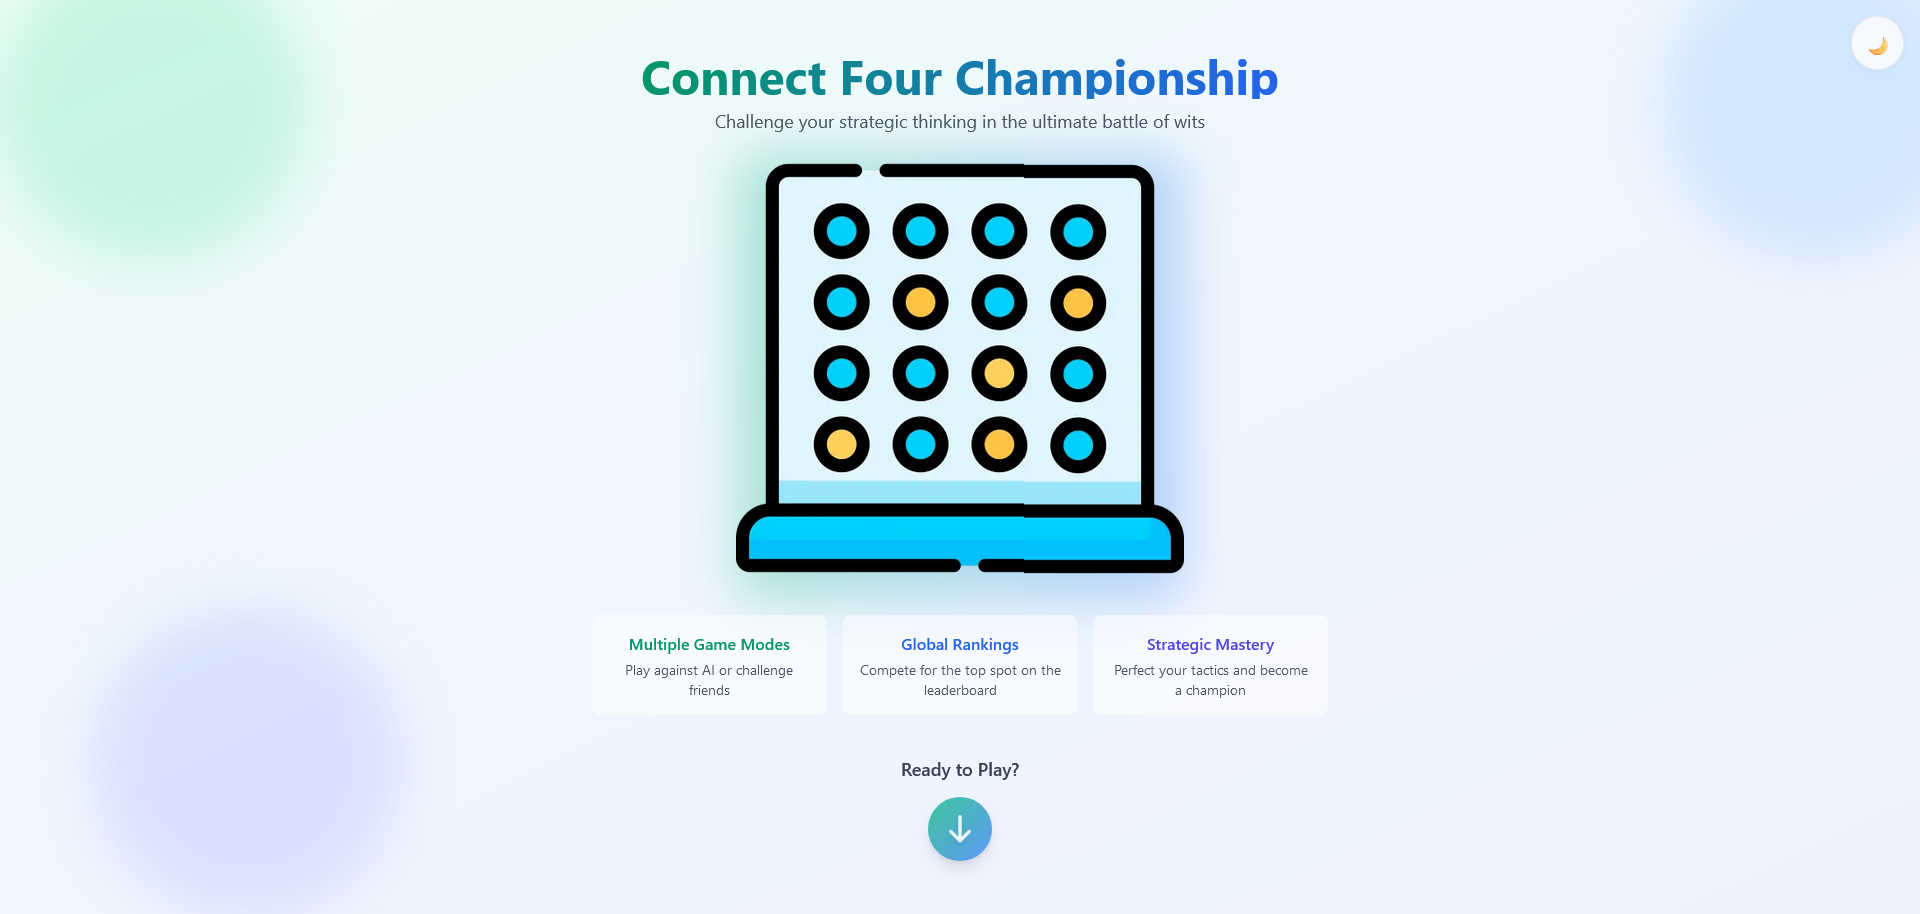 Connect Four Championship
Challenge your strategic thinking in the ultimate battle of wits
Multiple Game Modes
Play against AI or challenge
friends
Global Rankings
Compete for the top spot on the
leaderboard
Strategic Mastery
Perfect your tactics and become
a champion
Ready to Play?